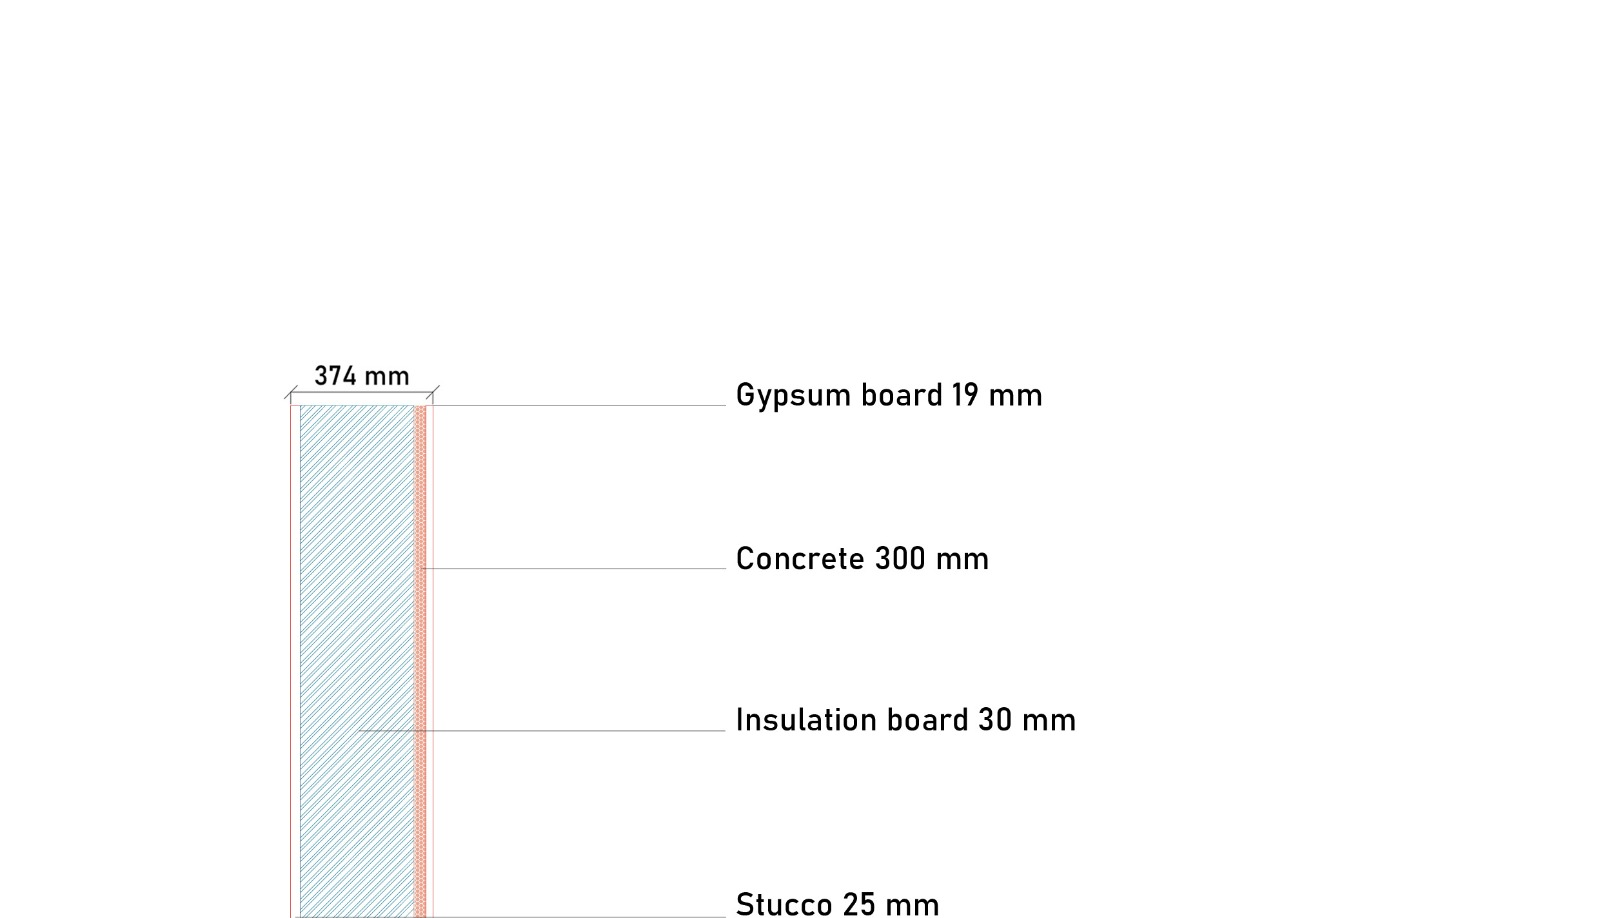 374 mm
Gypsum board 19 mm
Concrete 300 mm
Insulation board 30 mm
Stucco 25 mm